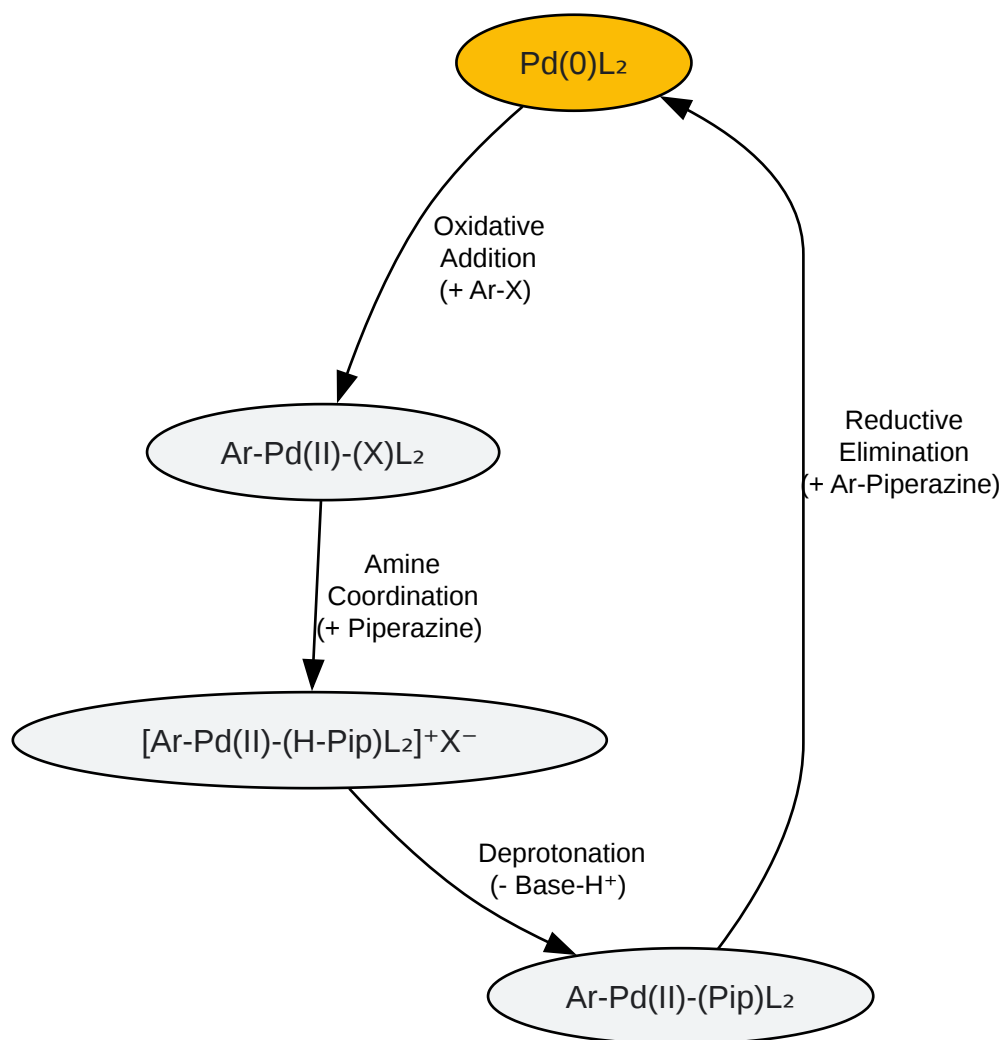 Pd(0)L₂
Oxidative
Addition
(+ Ar-X)
Ar-Pd(II)-(X)L₂
Reductive
Elimination
(+ Ar-Piperazine)
Amine
Coordination
(+ Piperazine)
[Ar-Pd(II)-(H-Pip)L₂]⁺X⁻
Deprotonation
(- Base-H⁺)
Ar-Pd(II)-(Pip)L₂